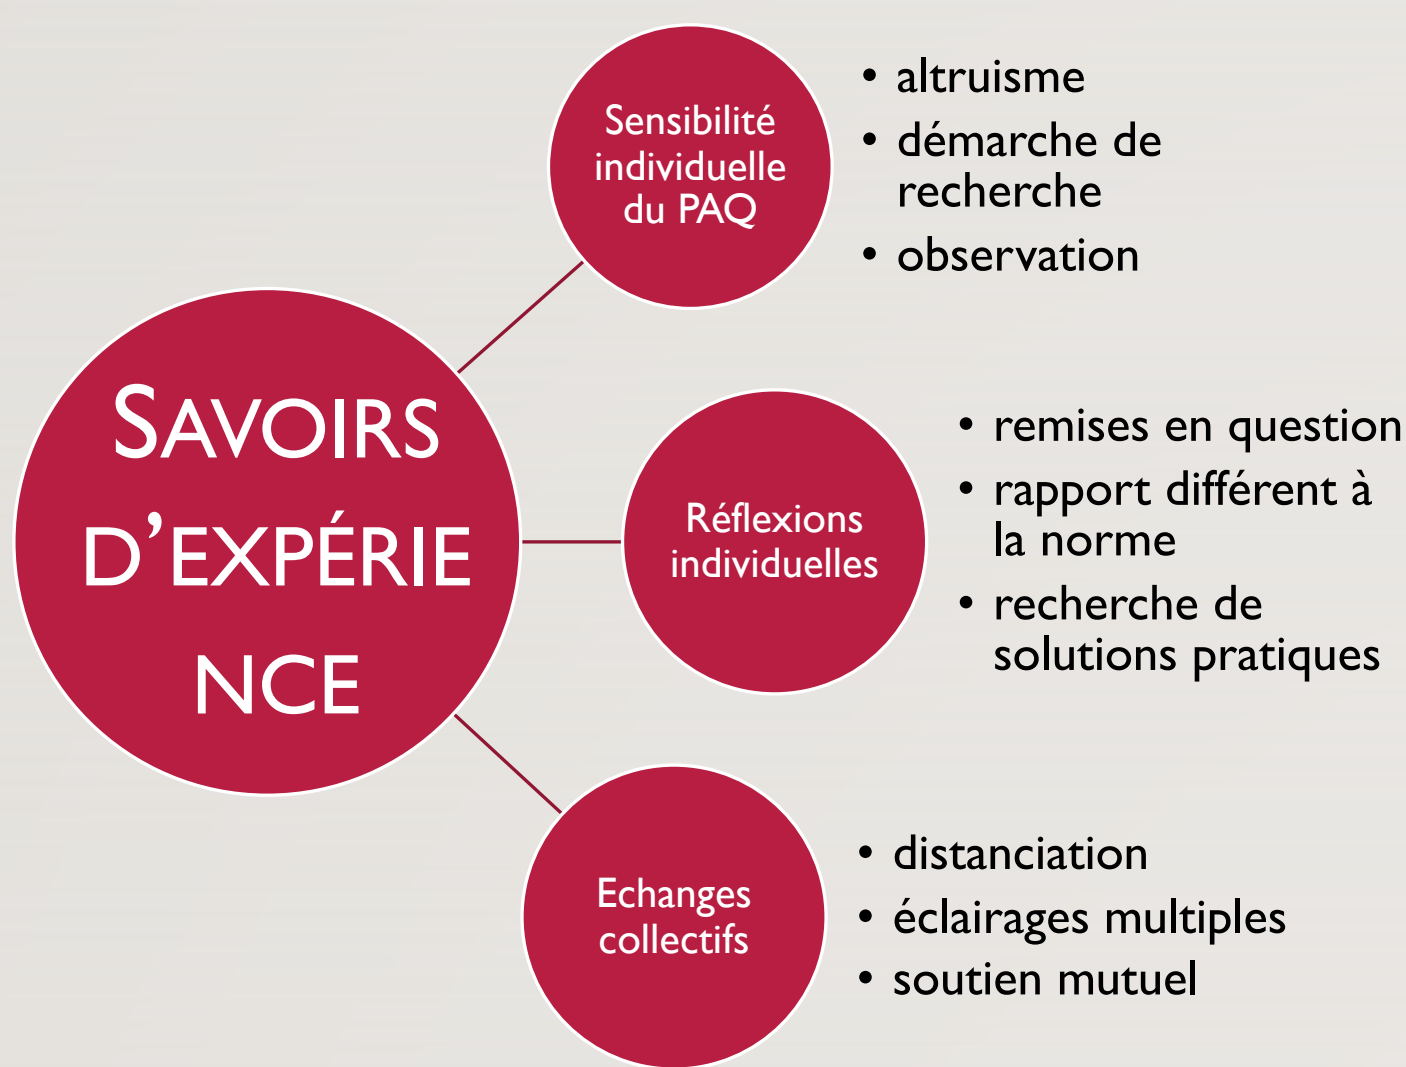 SAVOIRS
D’EXPÉRIE
NCE
Sensibilité
individuelle
du PAQ
• altruisme
• démarche de
recherche
• observation
Réflexions
individuelles
• remises en question
• rapport différent à
la norme
• recherche de
solutions pratiques
Echanges
collectifs
• distanciation
• éclairages multiples
• soutien mutuel